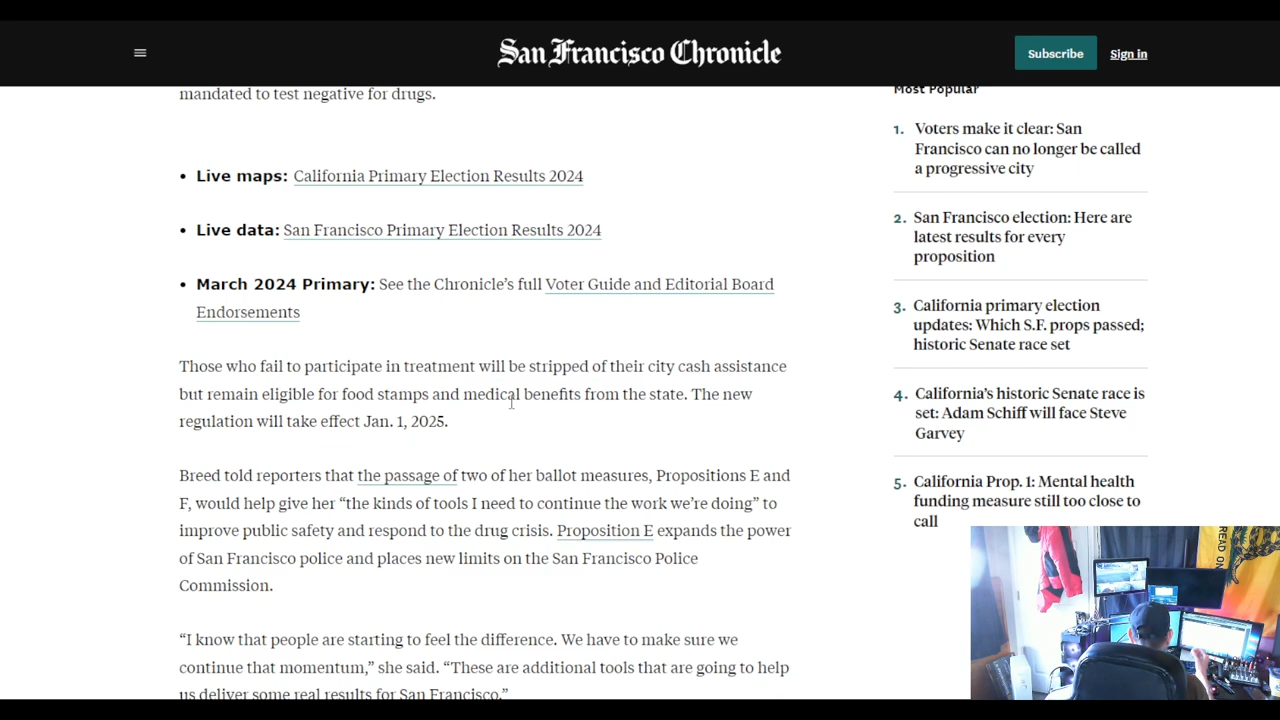 San Francisco Chronicle
Subscribe
Sign in
mandated to test negative for drugs.
• Live maps: California Primary Election Results 2024
• Live data: San Francisco Primary Election Results 2024
• March 2024 Primary: See the Chronicle’s full Voter Guide and Editorial Board
Endorsements
Those who fail to participate in treatment will be stripped of their city cash assistance
but remain eligible for food stamps and medical benefits from the state. The new
regulation will take effect Jan. 1, 2025.
Breed told reporters that the passage of two of her ballot measures, Propositions E and
F, would help give her “the kinds of tools I need to continue the work we’re doing” to
improve public safety and respond to the drug crisis. Proposition E expands the power
of San Francisco police and places new limits on the San Francisco Police
Commission.
“I know that people are starting to feel the difference. We have to make sure we
continue that momentum,” she said. “These are additional tools that are going to help
us deliver some real results for San Francisco.”
Most Popular
1. Voters make it clear: San
Francisco can no longer be called
a progressive city
2. San Francisco election: Here are
latest results for every
proposition
3. California primary election
updates: Which S.F. props passed;
historic Senate race set
4. California’s historic Senate race is
set: Adam Schiff will face Steve
Garvey
5. California Prop. 1: Mental health
funding measure still too close to
call
READ ON